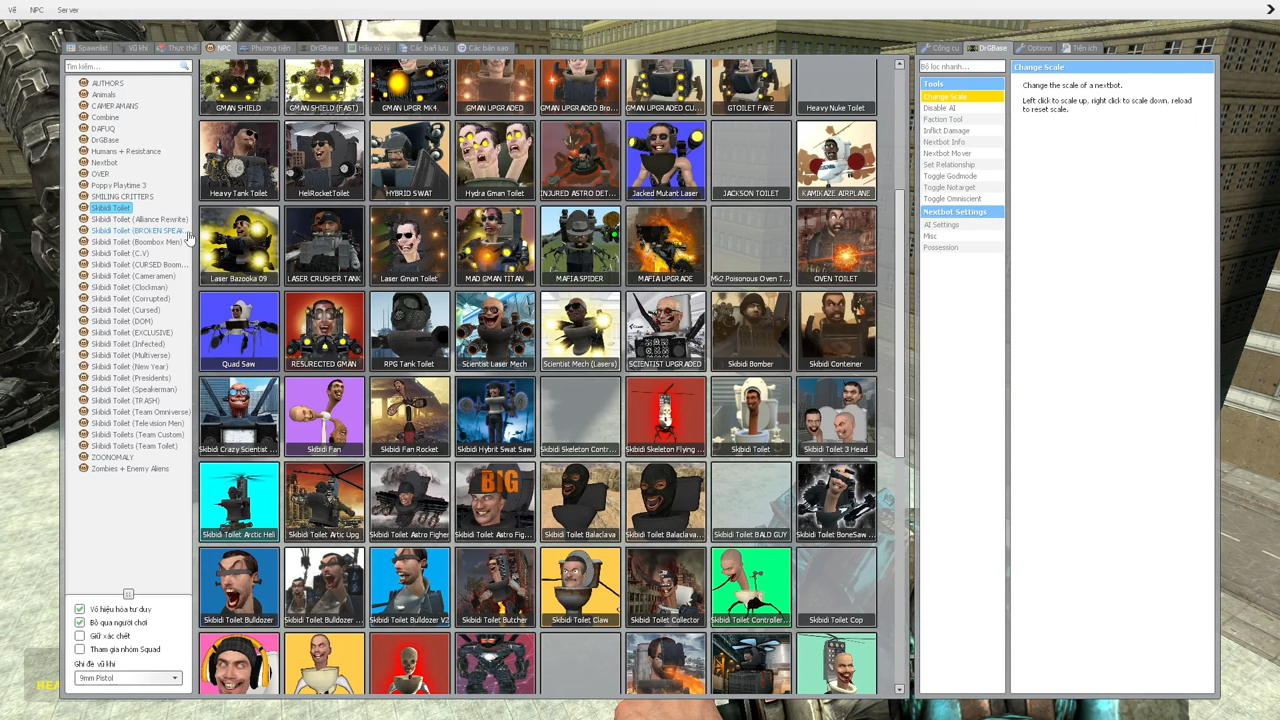 Vẽ NPC Server
Spawnlist Vũ khí Thực thể NPC Phương tiện DrGBase Hậu xử lý Các bản lưu Các bản sao
Công cụ DrGBase Options Tiện ích
Tìm kiếm...
AUTHORS
Animals
CAMERAMANS
Combine
DAFUQ
DrGBase
Humans + Resistance
Nextbot
OVER
Poppy Playtime 3
SMILING CRITTERS
Skibidi Toilet
Skibidi Toilet (Alliance Rewrite)
Skibidi Toilet (BROKEN SPEAK
Skibidi Toilet (Boombox Men)
Skibidi Toilet (C.V)
Skibidi Toilet (CURSED Boom...
Skibidi Toilet (Cameramen)
Skibidi Toilet (Clockman)
Skibidi Toilet (Corrupted)
Skibidi Toilet (Cursed)
Skibidi Toilet (DOM)
Skibidi Toilet (EXCLUSIVE)
Skibidi Toilet (Infected)
Skibidi Toilet (Multiverse)
Skibidi Toilet (New Year)
Skibidi Toilet (Presidents)
Skibidi Toilet (Speakerman)
Skibidi Toilet (TRASH)
Skibidi Toilet (Team Omniverse)
Skibidi Toilet (Television Men)
Skibidi Toilets (Team Custom)
Skibidi Toilets (Team Toilet)
ZOONOMALY
Zombies + Enemy Aliens
Vô hiệu hóa tư duy
Bỏ qua người chơi
Giữ xác chết
Tham gia nhóm Squad
Ghi đè vũ khí
9mm Pistol
GMAN SHIELD GMAN SHIELD (FAST) GMAN UPGR MK4 GMAN UPGRADED GMAN UPGRADED Bro... GMAN UPGRADED CU... GTOILET FAKE Heavy Nuke Toilet
Heavy Tank Toilet HeliRocketToilet HYBRID SWAT Hydra Gman Toilet INJURED ASTRO DET... Jacked Mutant Laser JACKSON TOILET KAMIKAZE AIRPLANE
Laser Bazooka 09 LASER CRUSHER TANK Laser Gman Toilet MAD GMAN TITAN MAFIA SPIDER MAFIA UPGRADE Mk2 Poisonous Oven T... OVEN TOILET
Quad Saw RESURECTED GMAN RPG Tank Toilet Scientist Laser Mech Scientist Mech (Lasers) SCIENTIST UPGRADED Skibidi Bomber Skibidi Conteiner
Skibidi Crazy Scientist ... Skibidi Fan Skibidi Fan Rocket Skibidi Hybrit Swat Saw Skibidi Skeleton Contr... Skibidi Skeleton Flying ... Skibidi Toilet Skibidi Toilet 3 Head
BIG
Skibidi Toilet Arctic Heli Skibidi Toilet Artic Upg Skibidi Toilet Astro Figher Skibidi Toilet Astro Fig... Skibidi Toilet Balaclava Skibidi Toilet Balaclava... Skibidi Toilet BALD GUY Skibidi Toilet BoneSaw ...
Skibidi Toilet Bulldozer Skibidi Toilet Bulldozer ... Skibidi Toilet Bulldozer V2 Skibidi Toilet Butcher Skibidi Toilet Claw Skibidi Toilet Collector Skibidi Toilet Controller... Skibidi Toilet Cop
Bộ lọc nhanh...
Tools
Change Scale
Disable AI
Faction Tool
Inflict Damage
Nextbot Info
Nextbot Mover
Set Relationship
Toggle Godmode
Toggle Notarget
Toggle Omniscient
Nextbot Settings
AI Settings
Misc
Possession
Change Scale
Change the scale of a nextbot.
Left click to scale up, right click to scale down, reload
to reset scale.